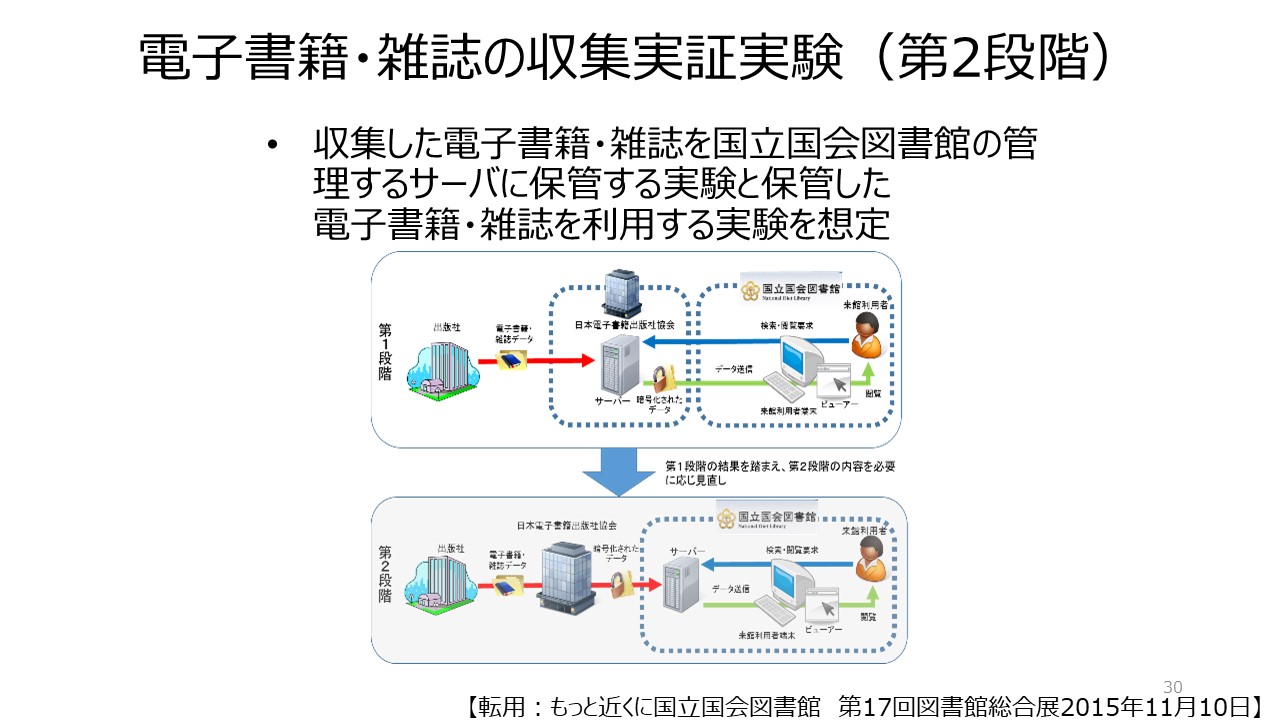 電子書籍・雑誌の収集実証実験（第2段階）
• 収集した電子書籍・雑誌を国立国会図書館の管
理するサーバに保管する実験と保管した
電子書籍・雑誌を利用する実験を想定
第1段階
出版社
電子書籍・
雑誌データ
日本電子書籍出版社協会
サーバー
暗号化された
データ
国立国会図書館
National Diet Library
来館利用者
検索・閲覧要求
データ送信
来館利用者端末
ビューアー
閲覧
第1段階の結果を踏まえ、第2段階の内容を必要
に応じ見直し
第2段階
出版社
電子書籍・
雑誌データ
日本電子書籍出版社協会
暗号化された
データ
国立国会図書館
National Diet Library
サーバー
来館利用者
検索・閲覧要求
データ送信
来館利用者端末
ビューアー
閲覧
30
【転用：もっと近くに国立国会図書館　第17回図書館総合展2015年11月10日】